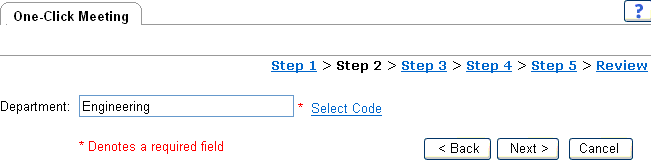 One-Click Meeting
?
Step 1 > Step 2 > Step 3 > Step 4 > Step 5 > Review
Department: Engineering * Select Code
* Denotes a required field
< Back Next > Cancel